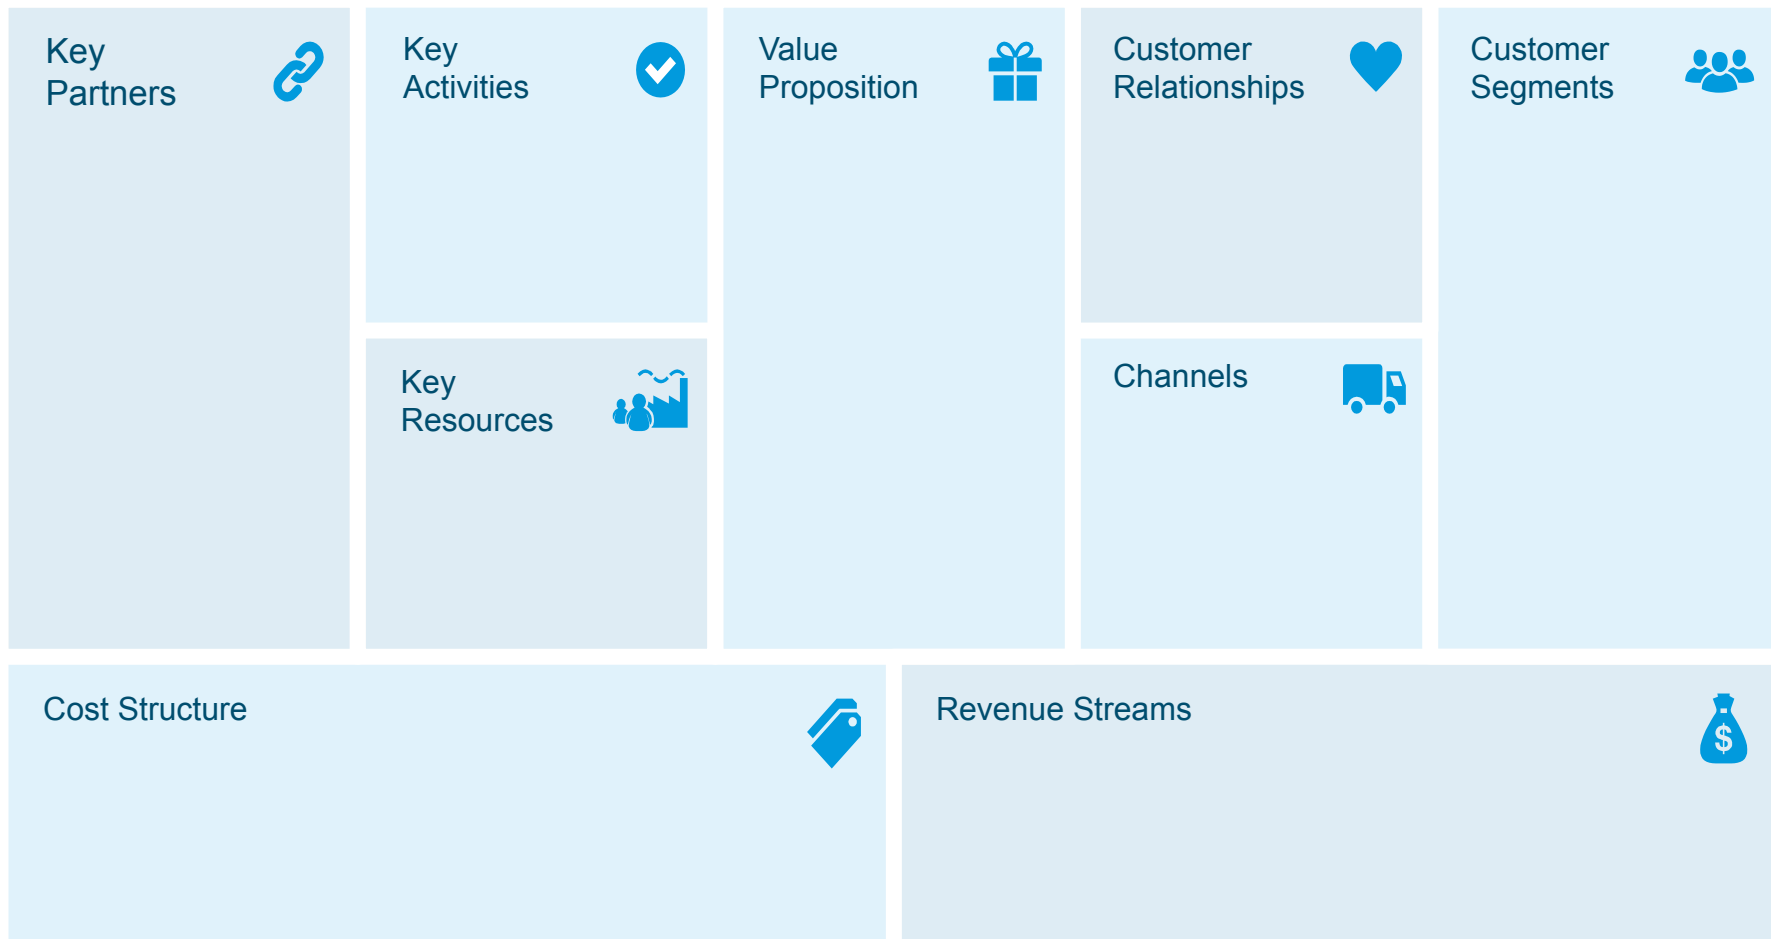 Key
Partners
Key
Activities
Value
Proposition
Customer
Relationships
Customer
Segments
Key
Resources
Channels
Cost Structure
Revenue Streams
$